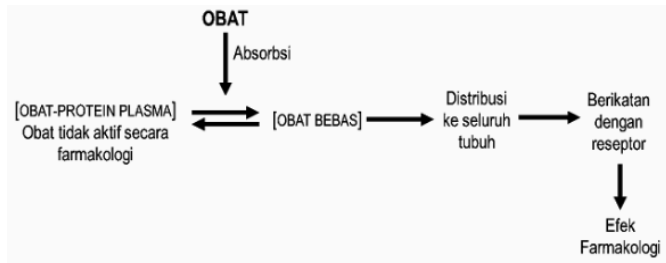 OBAT
Absorbsi
[OBAT-PROTEIN PLASMA]
Obat tidak aktif secara
farmakologi
[OBAT BEBAS]
Distribusi
ke seluruh
tubuh
Berikatan
dengan
reseptor
Efek
Farmakologi